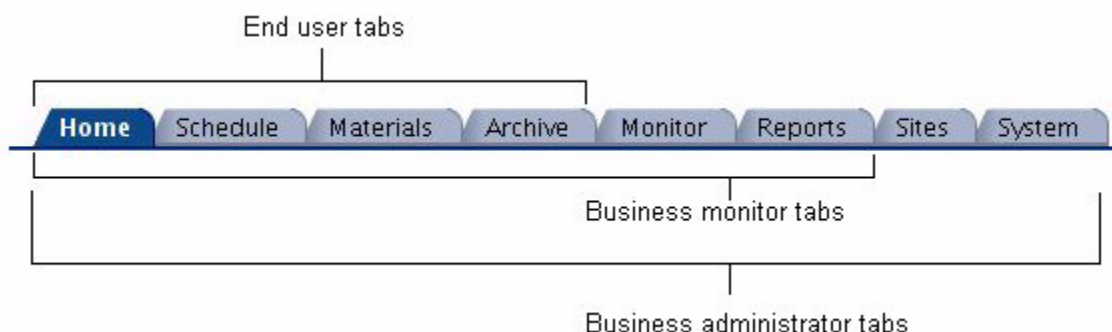 End user tabs
Home Schedule Materials Archive Monitor Reports Sites System
Business monitor tabs
Business administrator tabs